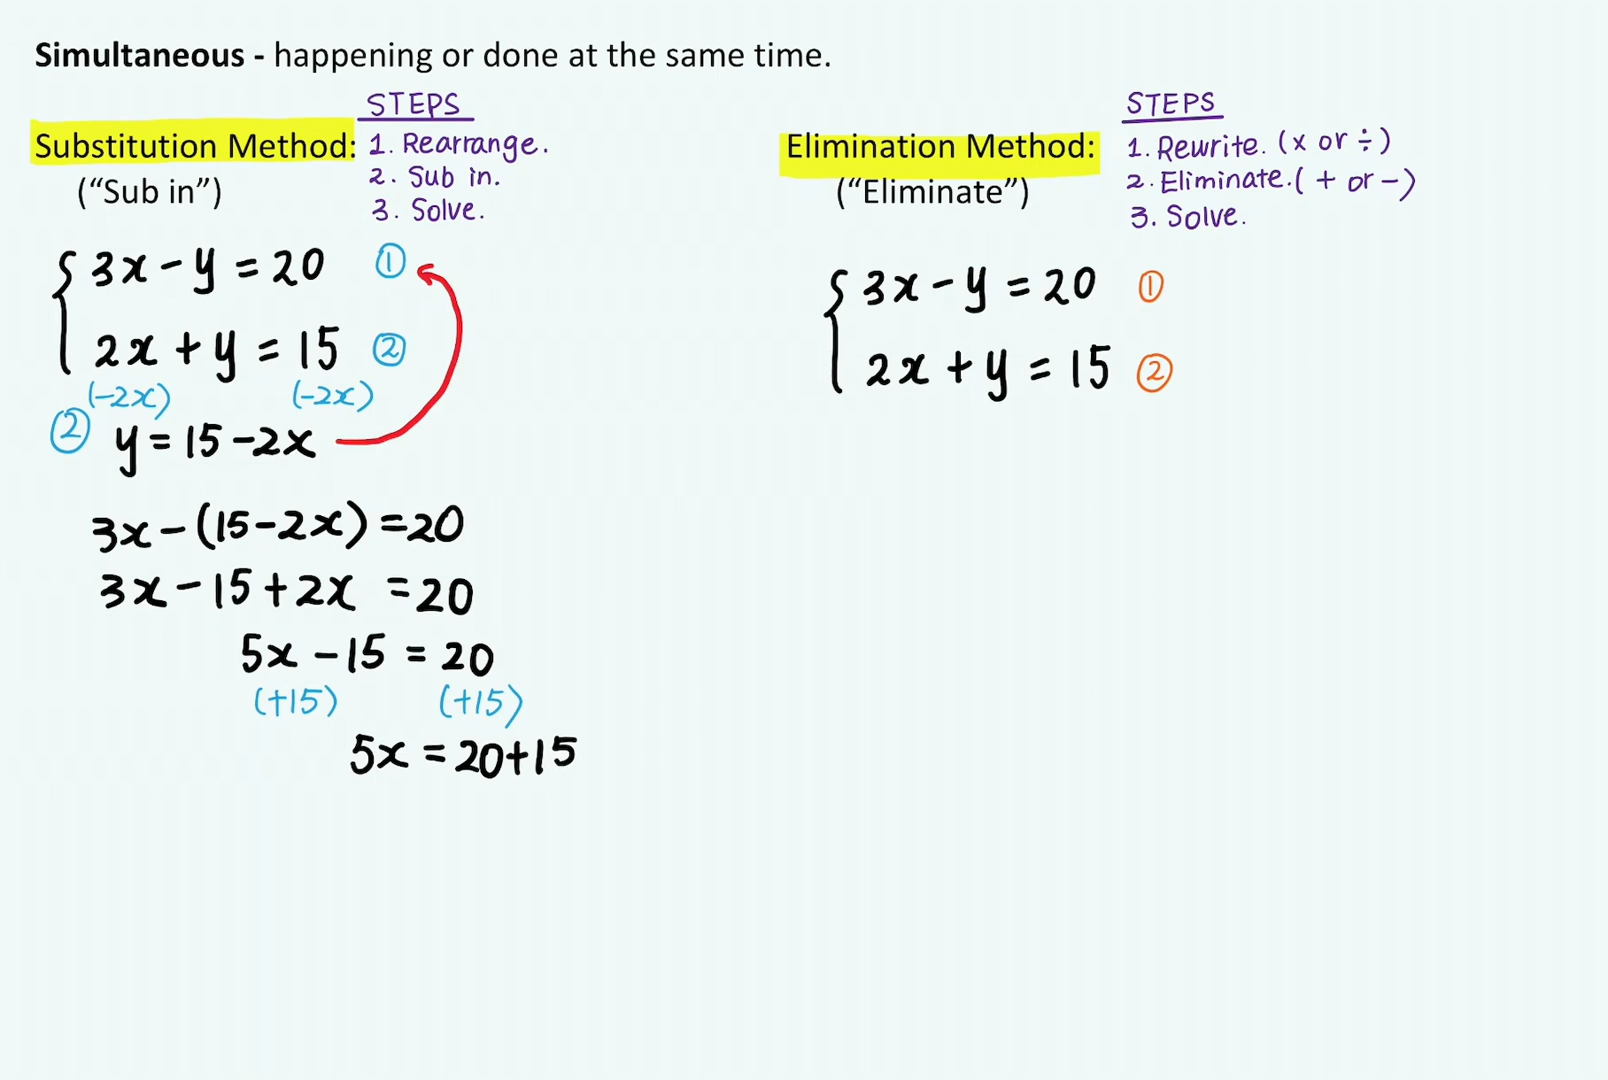 Simultaneous - happening or done at the same time.
Substitution Method:
("Sub in")
STEPS
1. Rearrange.
2. Sub in.
3. Solve.
3x - y = 20 ①
2x + y = 15 ②
(-2x) (-2x)
② y = 15 - 2x
3x - (15 - 2x) = 20
3x - 15 + 2x = 20
5x - 15 = 20
(+15) (+15)
5x = 20 + 15
Elimination Method:
("Eliminate")
STEPS
1. Rewrite. (x or ÷)
2. Eliminate. (+ or -)
3. Solve.
3x - y = 20 ①
2x + y = 15 ②